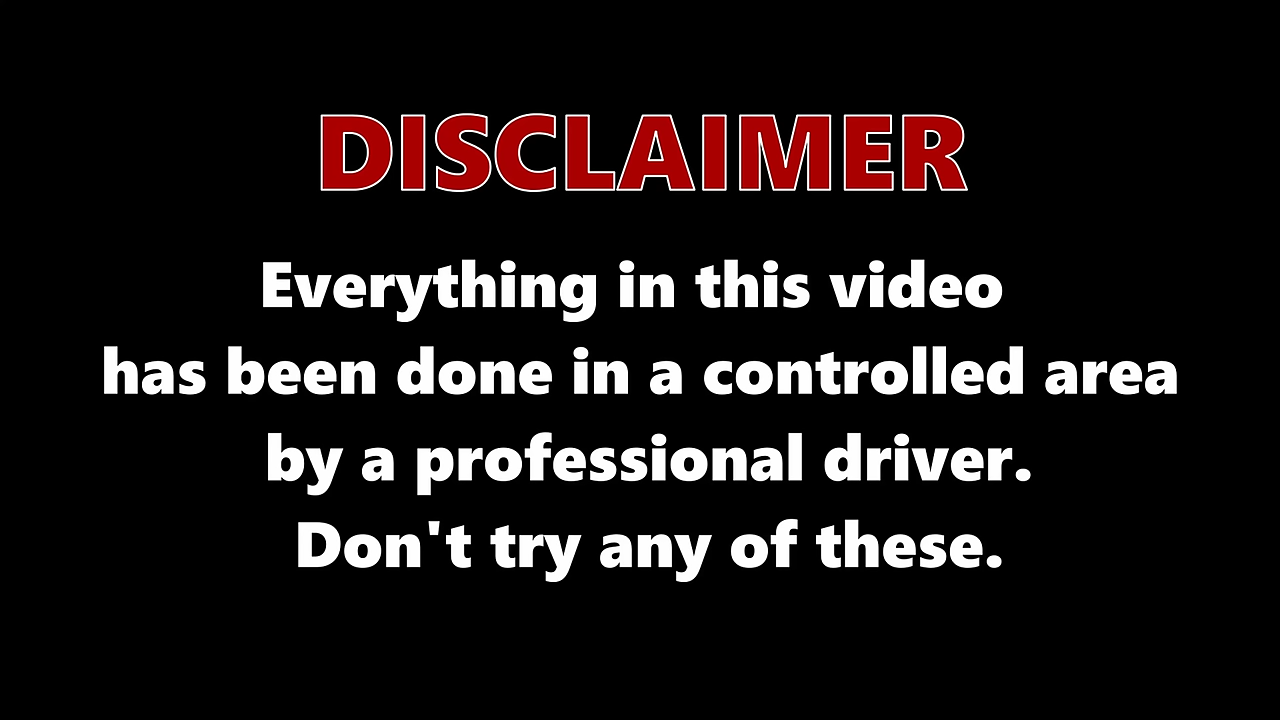 DISCLAIMER
Everything in this video
has been done in a controlled area
by a professional driver.
Don't try any of these.